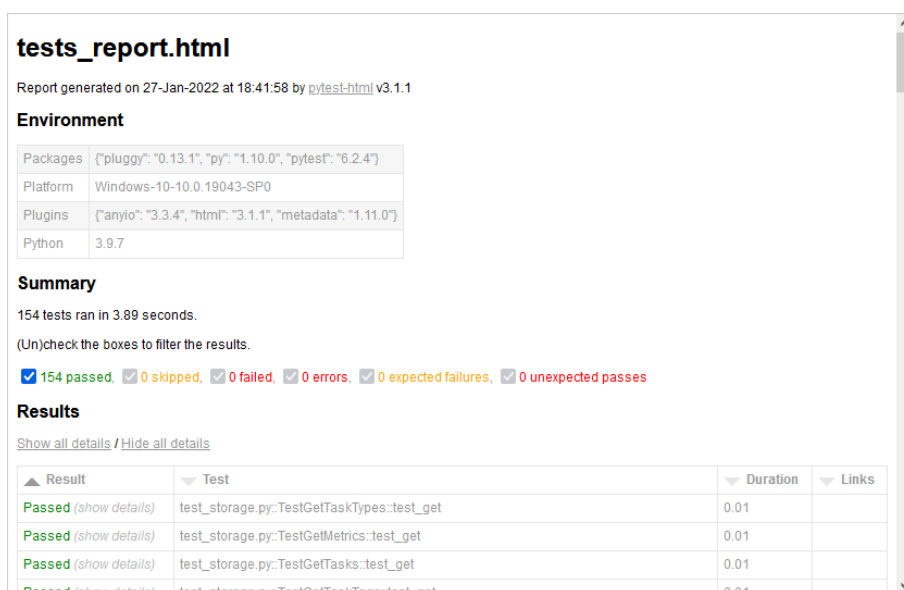 tests_report.html
Report generated on 27-Jan-2022 at 18:41:58 by pytest-html v3.1.1
Environment
Packages {"pluggy": "0.13.1", "py": "1.10.0", "pytest": "6.2.4"}
Platform Windows-10-10.0.19043-SP0
Plugins {"anyio": "3.3.4", "html": "3.1.1", "metadata": "1.11.0"}
Python 3.9.7
Summary
154 tests ran in 3.89 seconds.
(Un)check the boxes to filter the results.
154 passed, 0 skipped, 0 failed, 0 errors, 0 expected failures, 0 unexpected passes
Results
Show all details / Hide all details
Result Test Duration Links
Passed (show details) test_storage.py::TestGetTaskTypes::test_get 0.01
Passed (show details) test_storage.py::TestGetMetrics::test_get 0.01
Passed (show details) test_storage.py::TestGetTasks::test_get 0.01